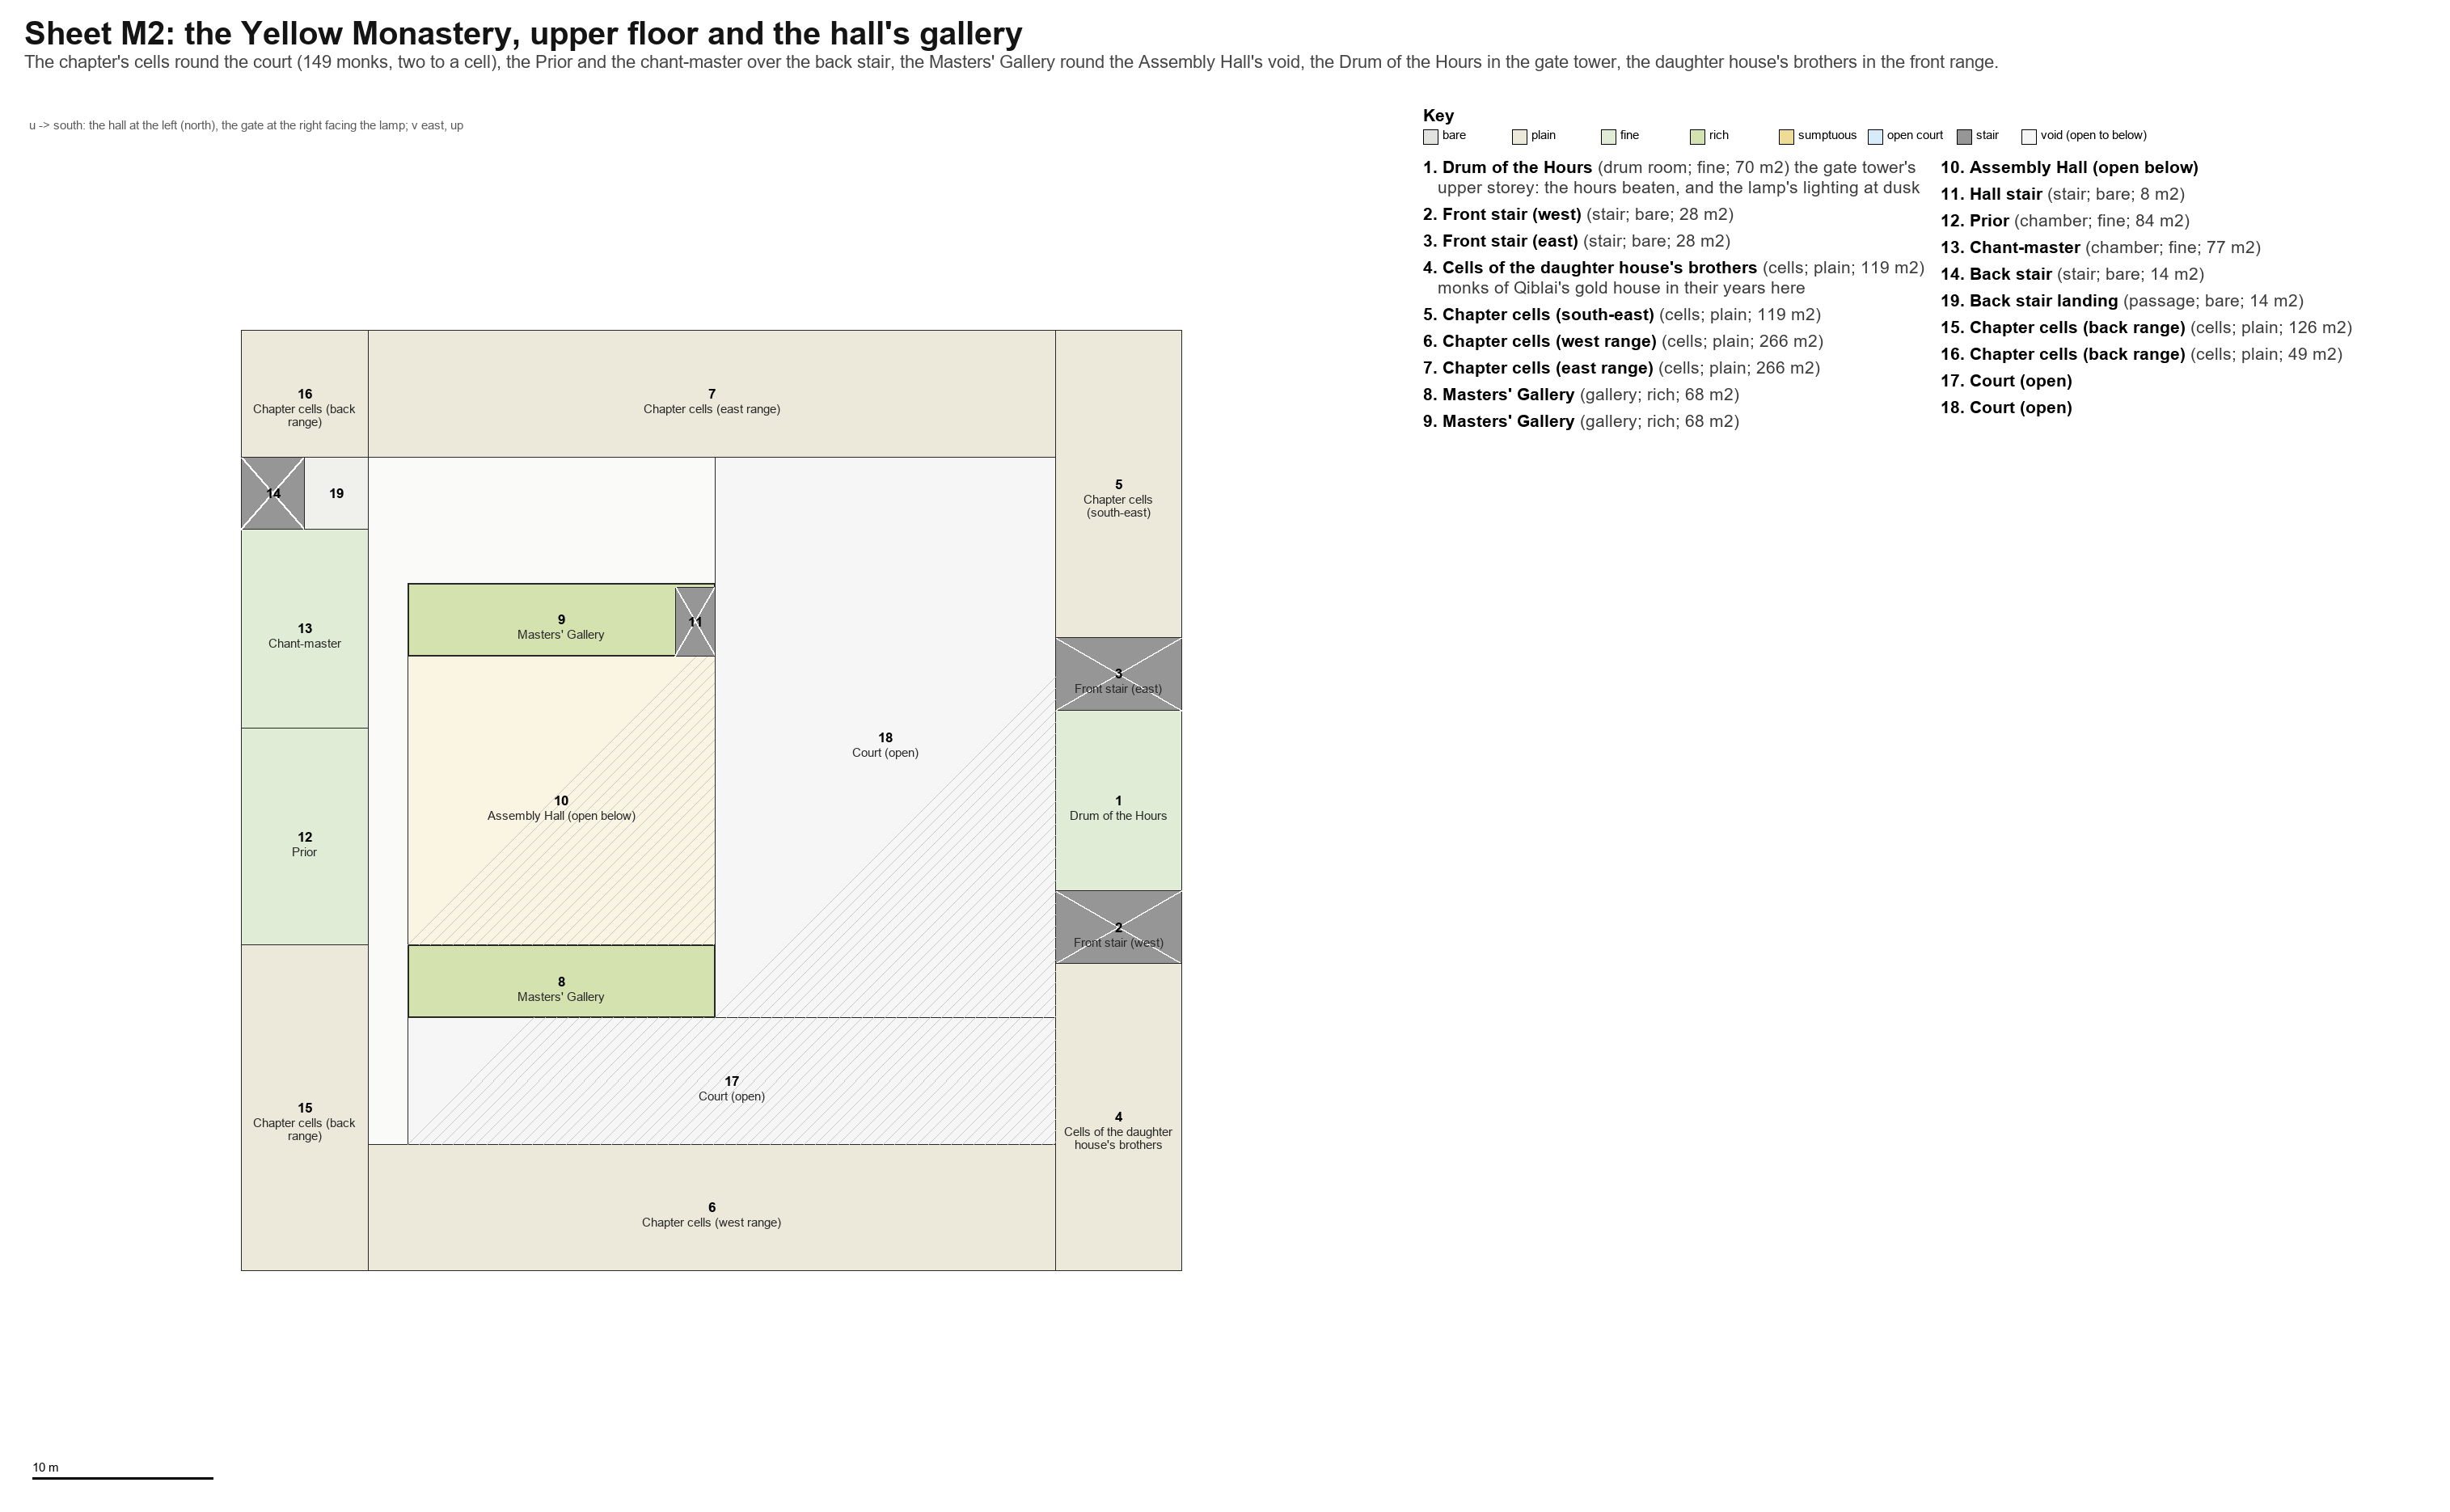 Sheet M2: the Yellow Monastery, upper floor and the hall's gallery
The chapter's cells round the court (149 monks, two to a cell), the Prior and the chant-master over the back stair, the Masters' Gallery round the Assembly Hall's void, the Drum of the Hours in the gate tower, the daughter house's brothers in the front range.
u -> south: the hall at the left (north), the gate at the right facing the lamp; v east, up
Key
bare plain fine rich sumptuous open court stair void (open to below)
1. Drum of the Hours (drum room; fine; 70 m2) the gate tower's
upper storey: the hours beaten, and the lamp's lighting at dusk
2. Front stair (west) (stair; bare; 28 m2)
3. Front stair (east) (stair; bare; 28 m2)
4. Cells of the daughter house's brothers (cells; plain; 119 m2)
monks of Qiblai's gold house in their years here
5. Chapter cells (south-east) (cells; plain; 119 m2)
6. Chapter cells (west range) (cells; plain; 266 m2)
7. Chapter cells (east range) (cells; plain; 266 m2)
8. Masters' Gallery (gallery; rich; 68 m2)
9. Masters' Gallery (gallery; rich; 68 m2)
10. Assembly Hall (open below)
11. Hall stair (stair; bare; 8 m2)
12. Prior (chamber; fine; 84 m2)
13. Chant-master (chamber; fine; 77 m2)
14. Back stair (stair; bare; 14 m2)
19. Back stair landing (passage; bare; 14 m2)
15. Chapter cells (back range) (cells; plain; 126 m2)
16. Chapter cells (back range) (cells; plain; 49 m2)
17. Court (open)
18. Court (open)
16
Chapter cells (back
range)
7
Chapter cells (east range)
5
Chapter cells
(south-east)
14
19
13
Chant-master
9
Masters' Gallery
11
3
Front stair (east)
18
Court (open)
10
Assembly Hall (open below)
1
Drum of the Hours
12
Prior
2
Front stair (west)
8
Masters' Gallery
17
Court (open)
15
Chapter cells (back
range)
4
Cells of the daughter
house's brothers
6
Chapter cells (west range)
10 m